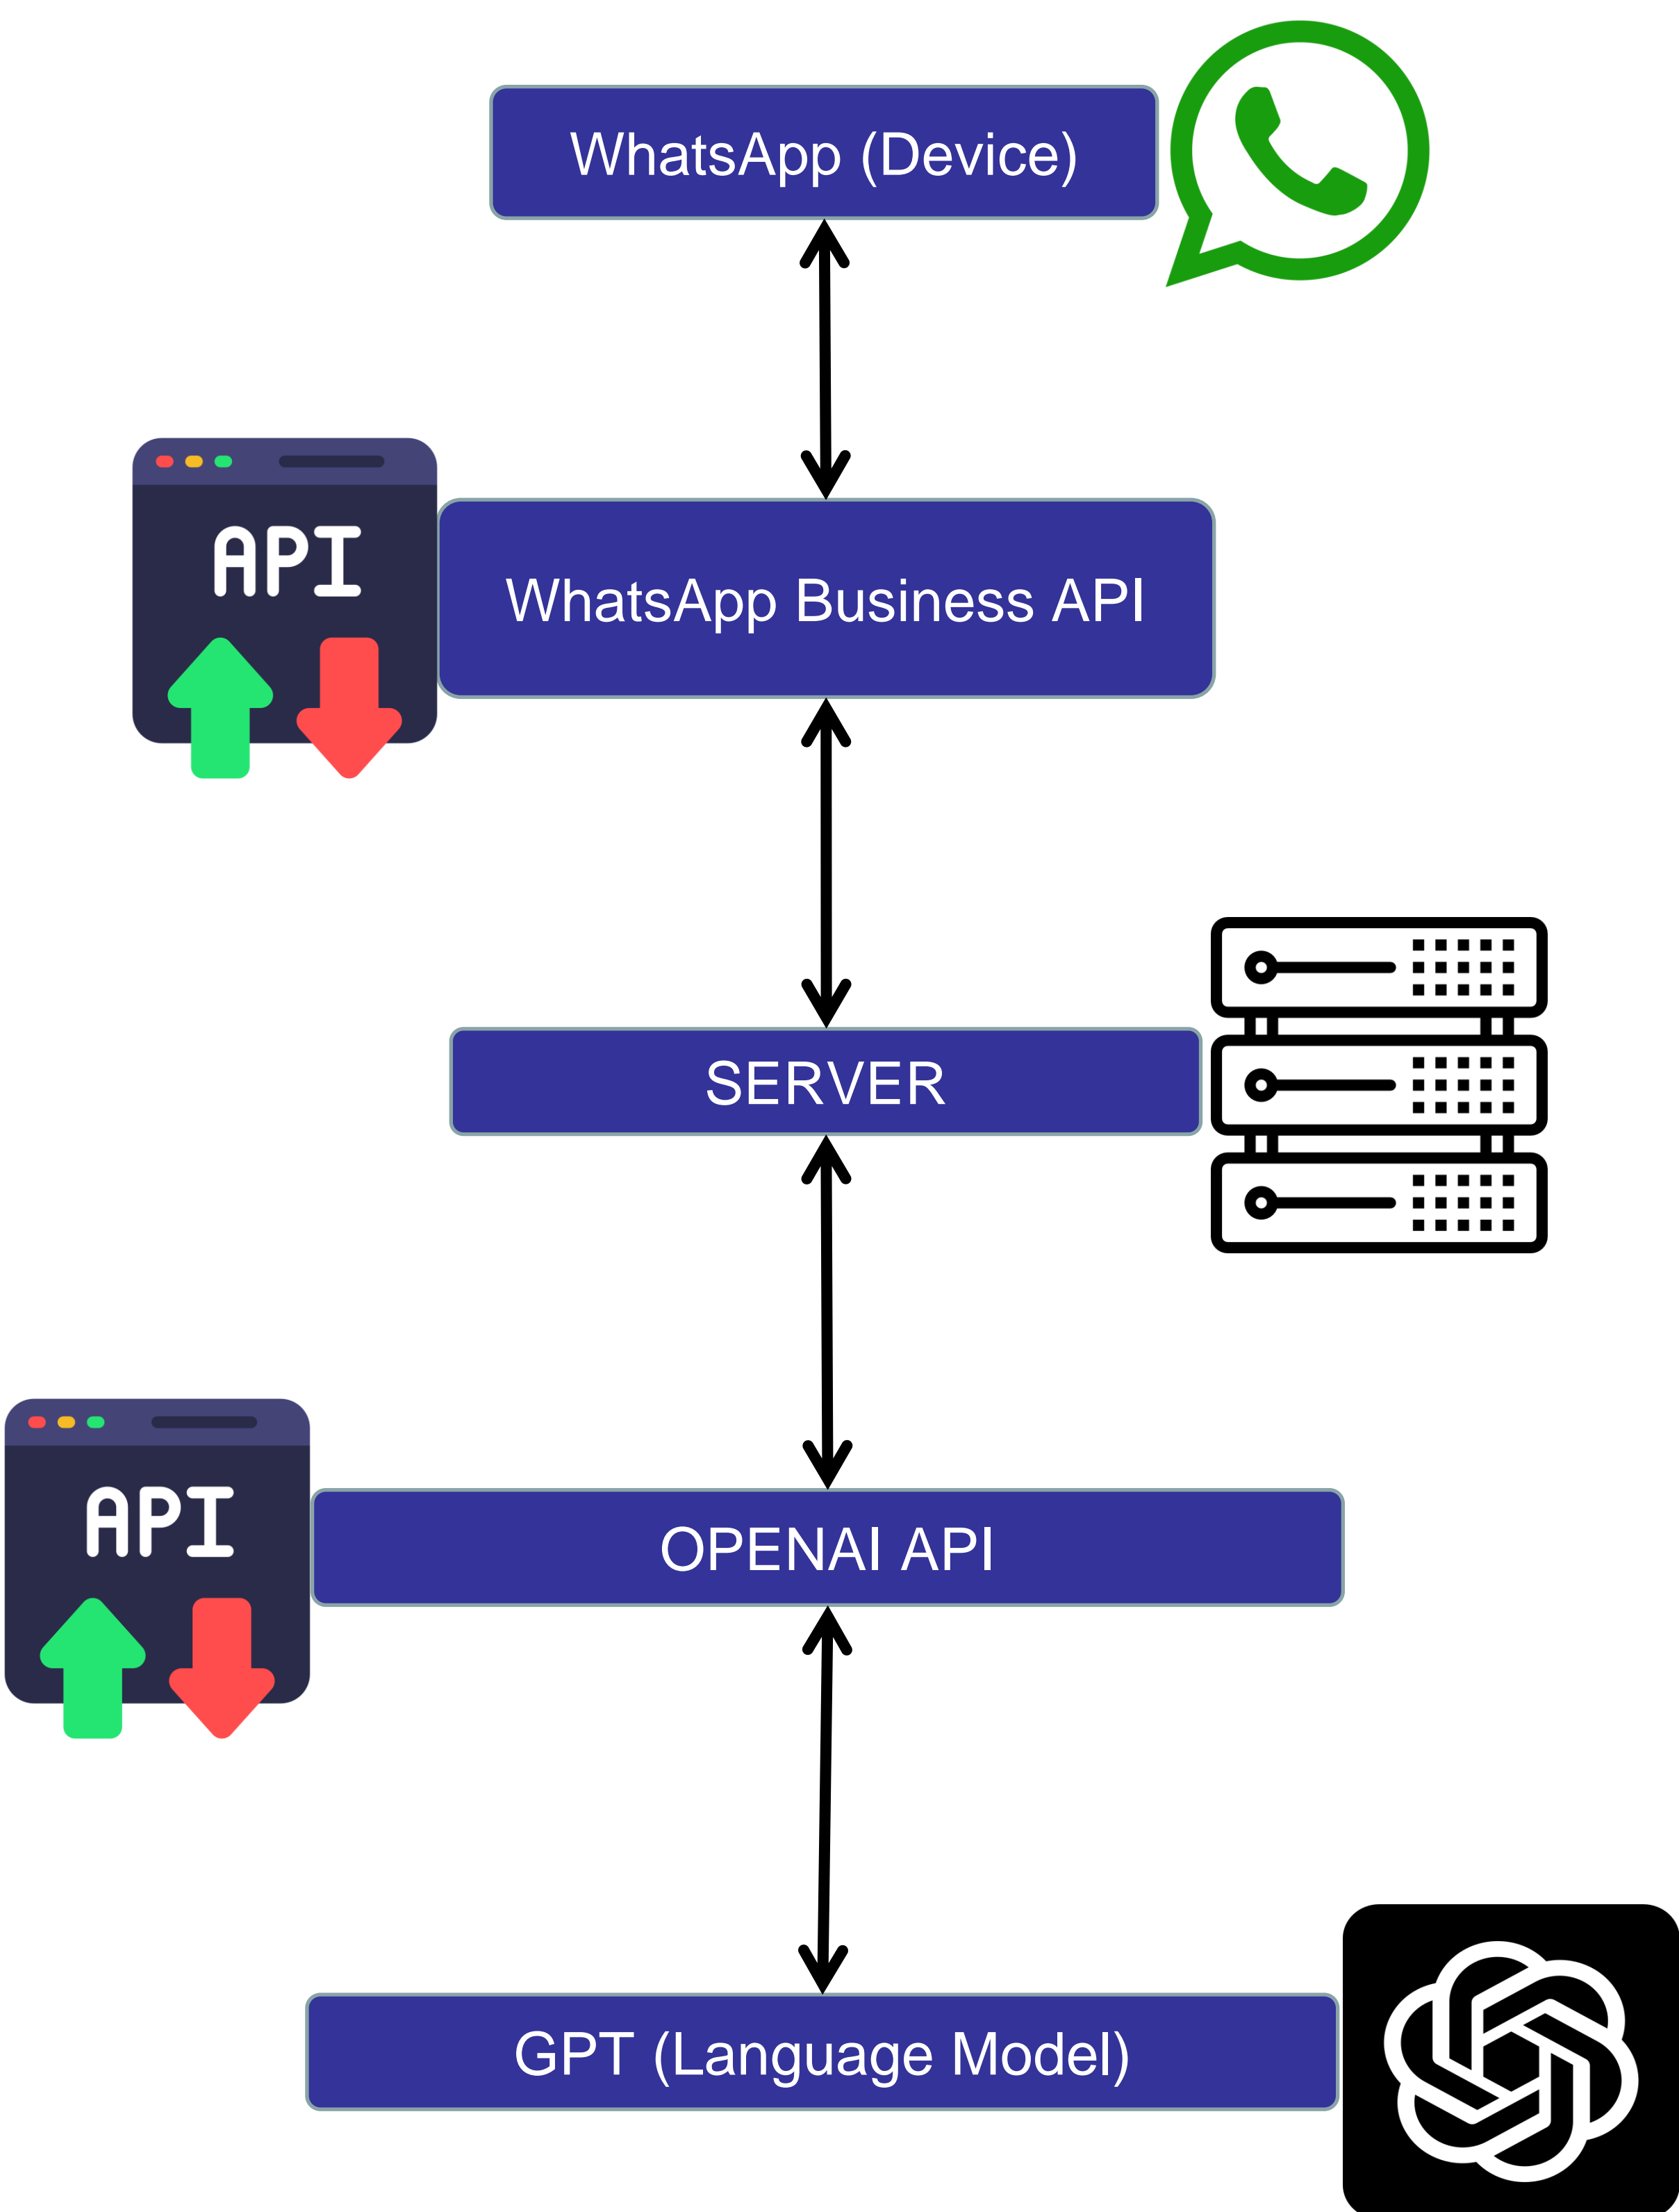 WhatsApp (Device)
API
WhatsApp Business API
SERVER
API
OPENAI API
GPT (Language Model)